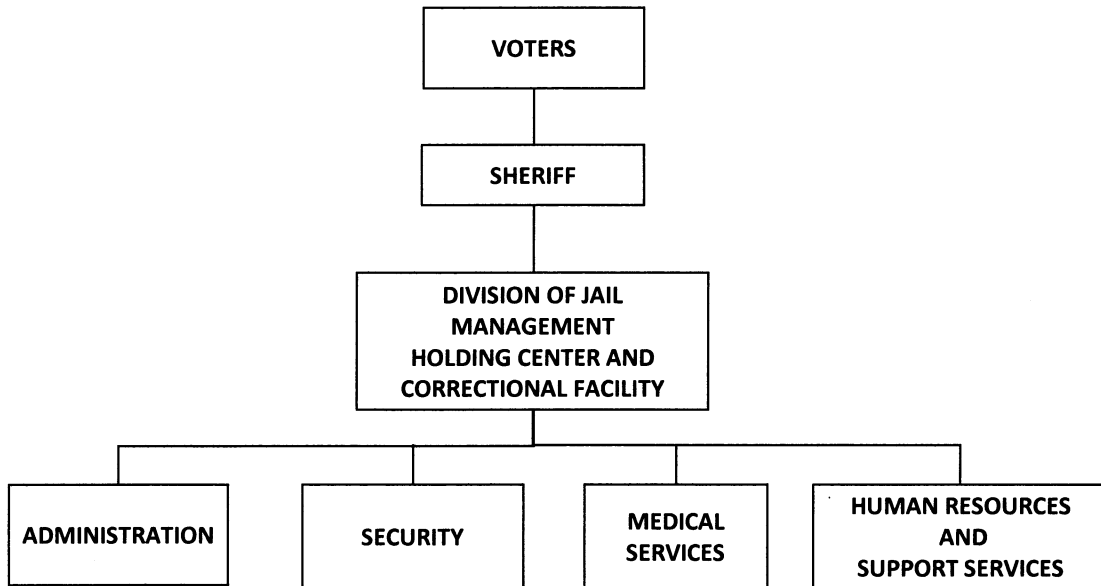 VOTERS
SHERIFF
DIVISION OF JAIL
MANAGEMENT
HOLDING CENTER AND
CORRECTIONAL FACILITY
ADMINISTRATION
SECURITY
MEDICAL
SERVICES
HUMAN RESOURCES
AND
SUPPORT SERVICES